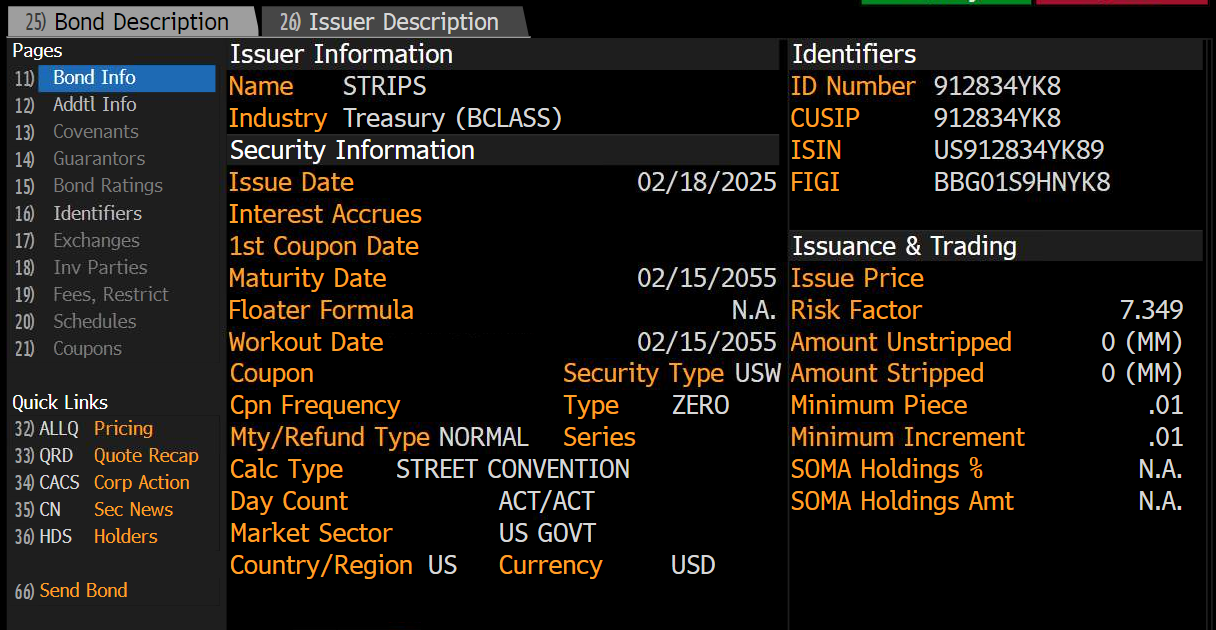 25) Bond Description
26) Issuer Description
Pages
11) Bond Info
12) Addtl Info
13) Covenants
14) Guarantors
15) Bond Ratings
16) Identifiers
17) Exchanges
18) Inv Parties
19) Fees, Restrict
20) Schedules
21) Coupons
Quick Links
32) ALLQ Pricing
33) QRD Quote Recap
34) CACS Corp Action
35) CN Sec News
36) HDS Holders
66) Send Bond
Issuer Information
Name STRIPS
Industry Treasury (BCLASS)
Security Information
Issue Date 02/18/2025
Interest Accrues
1st Coupon Date
Maturity Date 02/15/2055
Floater Formula N.A.
Workout Date 02/15/2055
Coupon Security Type USW
Cpn Frequency Type ZERO
Mty/Refund Type NORMAL Series
Calc Type STREET CONVENTION
Day Count ACT/ACT
Market Sector US GOVT
Country/Region US Currency USD
Identifiers
ID Number 912834YK8
CUSIP 912834YK8
ISIN US912834YK89
FIGI BBG01S9HNYK8
Issuance & Trading
Issue Price
Risk Factor 7.349
Amount Unstripped 0 (MM)
Amount Stripped 0 (MM)
Minimum Piece .01
Minimum Increment .01
SOMA Holdings % N.A.
SOMA Holdings Amt N.A.